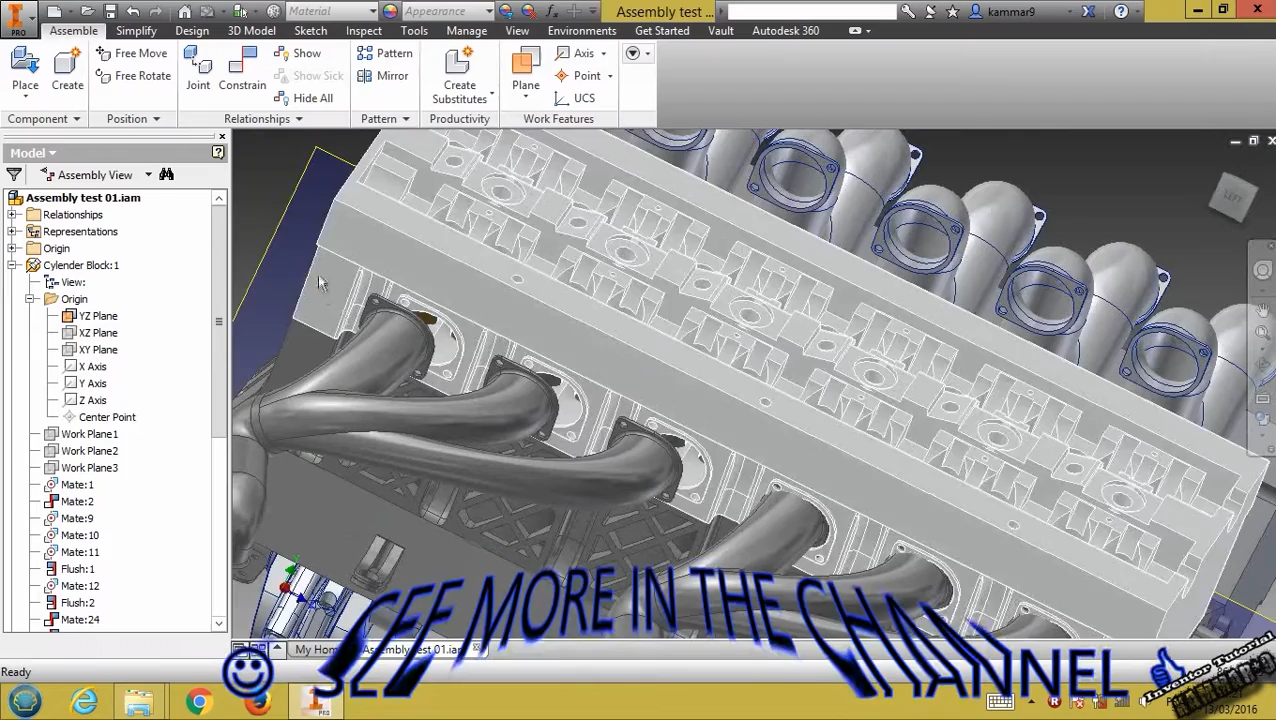 PRO
Material
Appearance
Assembly test ...
kammar9
Assemble Simplify Design 3D Model Sketch Inspect Tools Manage View Environments Get Started Vault Autodesk 360
Place
Create
Free Move
Free Rotate
Joint
Constrain
Show
Show Sick
Hide All
Pattern
Mirror
Create
Substitutes
Plane
Axis
Point
UCS
Component Position Relationships Pattern Productivity Work Features
Model
Assembly View
Assembly test 01.iam
Relationships
Representations
Origin
Cylender Block:1
View:
Origin
YZ Plane
XZ Plane
XY Plane
X Axis
Y Axis
Z Axis
Center Point
Work Plane1
Work Plane2
Work Plane3
Mate:1
Mate:2
Mate:9
Mate:10
Mate:11
Flush:1
Mate:12
Flush:2
Mate:24
LEFT
SEE MORE IN THE CHANNEL
My Home
Assembly test 01.iam
Ready
Inventor Tutorial
PRO
13/03/2016